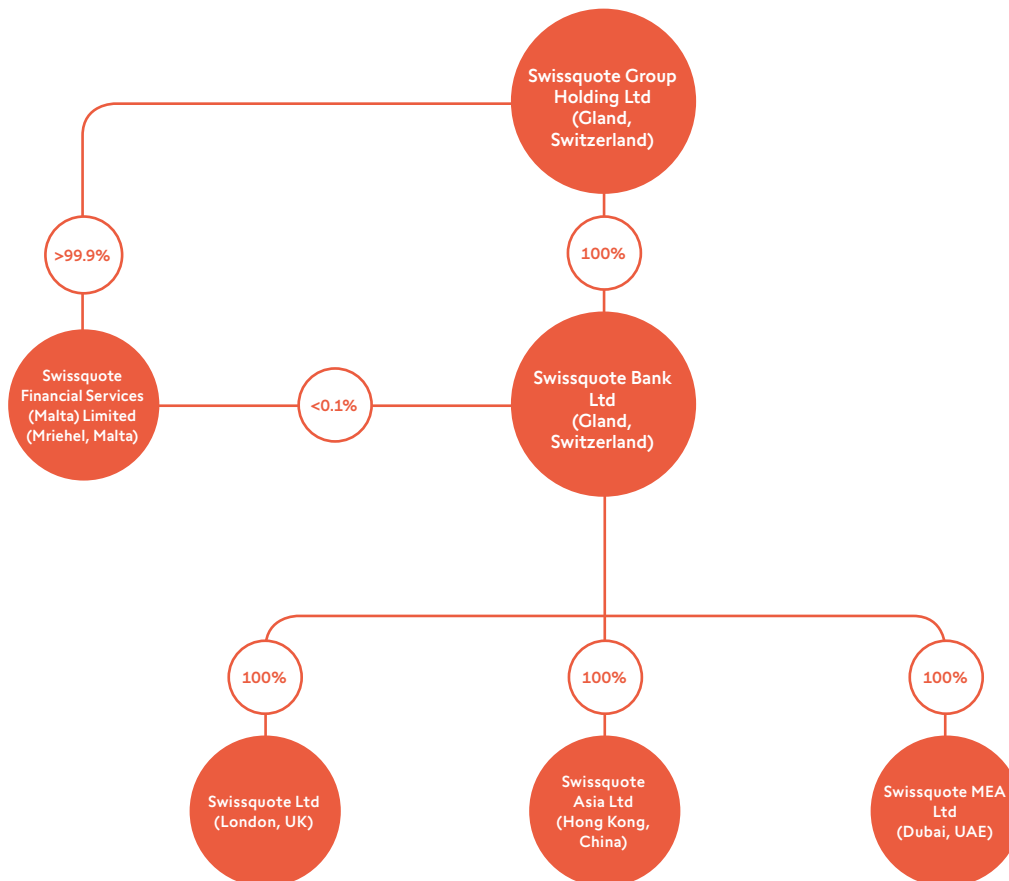 Swissquote Group
Holding Ltd
(Gland,
Switzerland)
>99.9%
100%
Swissquote
Financial Services
(Malta) Limited
(Mriehel, Malta)
<0.1%
Swissquote Bank
Ltd
(Gland,
Switzerland)
100%
100%
100%
Swissquote Ltd
(London, UK)
Swissquote
Asia Ltd
(Hong Kong,
China)
Swissquote MEA
Ltd
(Dubai, UAE)